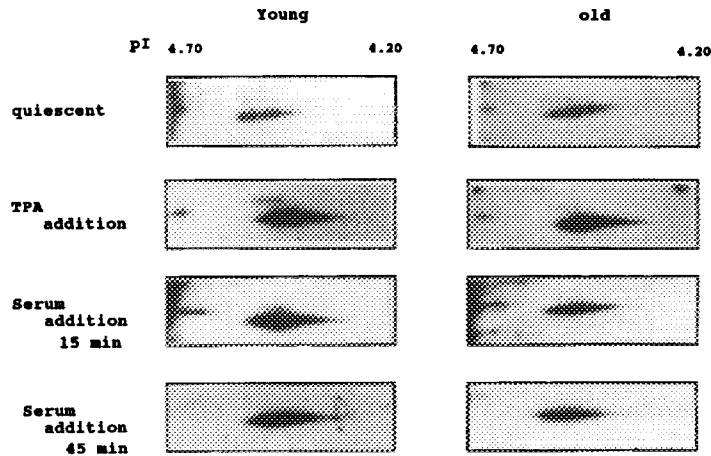 Young old
pI 4.70 4.20 4.70 4.20
quiescent
TPA
addition
Serum
addition
15 min
Serum
addition
45 min